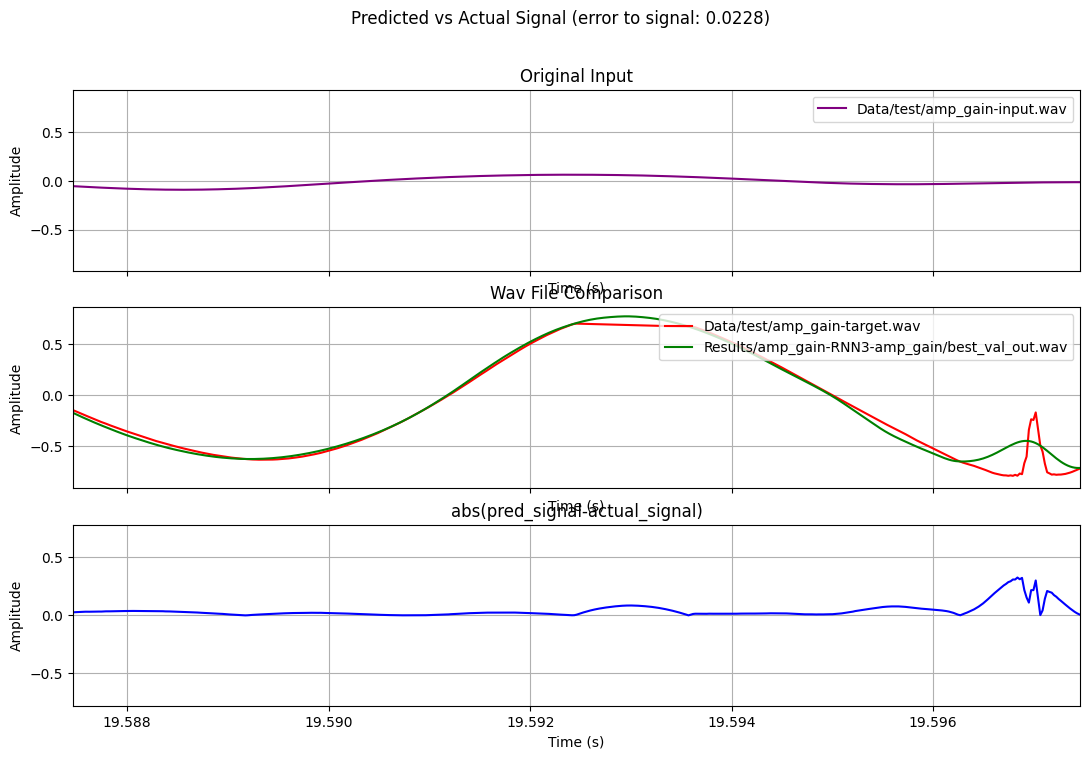 Predicted vs Actual Signal (error to signal: 0.0228)
Original Input
Data/test/amp_gain-input.wav
Amplitude
0.5
0.0
−0.5
Time (s)
Wav File Comparison
Data/test/amp_gain-target.wav
Results/amp_gain-RNN3-amp_gain/best_val_out.wav
Amplitude
0.5
0.0
−0.5
Time (s)
abs(pred_signal-actual_signal)
Amplitude
0.5
0.0
−0.5
19.588 19.590 19.592 19.594 19.596
Time (s)